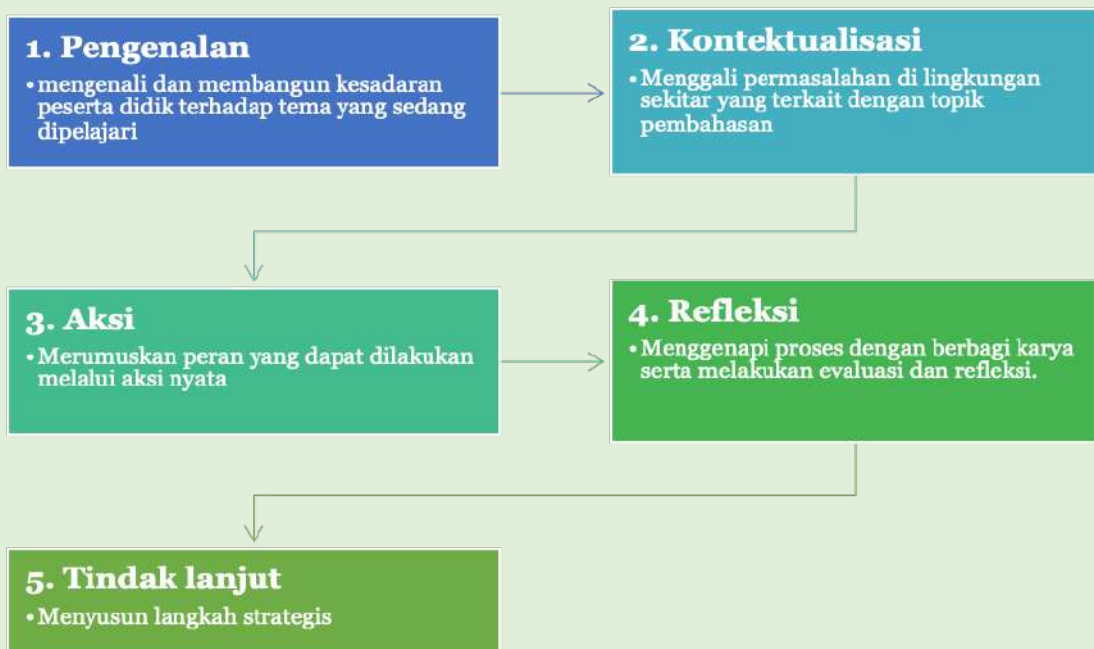 1. Pengenalan
• mengenali dan membangun kesadaran
peserta didik terhadap tema yang sedang
dipelajari
2. Kontektualisasi
• Menggali permasalahan di lingkungan
sekitar yang terkait dengan topik
pembahasan
3. Aksi
• Merumuskan peran yang dapat dilakukan
melalui aksi nyata
4. Refleksi
• Menggenapi proses dengan berbagi karya
serta melakukan evaluasi dan refleksi.
5. Tindak lanjut
• Menyusun langkah strategis